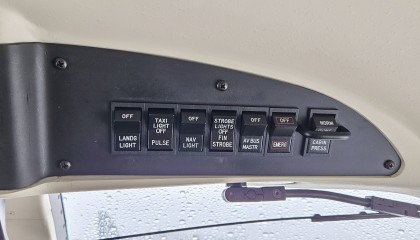 OFF
LANDG
LIGHT
TAXI
LIGHT
OFF
PULSE
OFF
NAV
LIGHT
STROBE
LIGHTS
OFF
FIN
STROBE
OFF
AV BUS
MASTR
OFF
EMERG
NORM
CABIN
PRESS